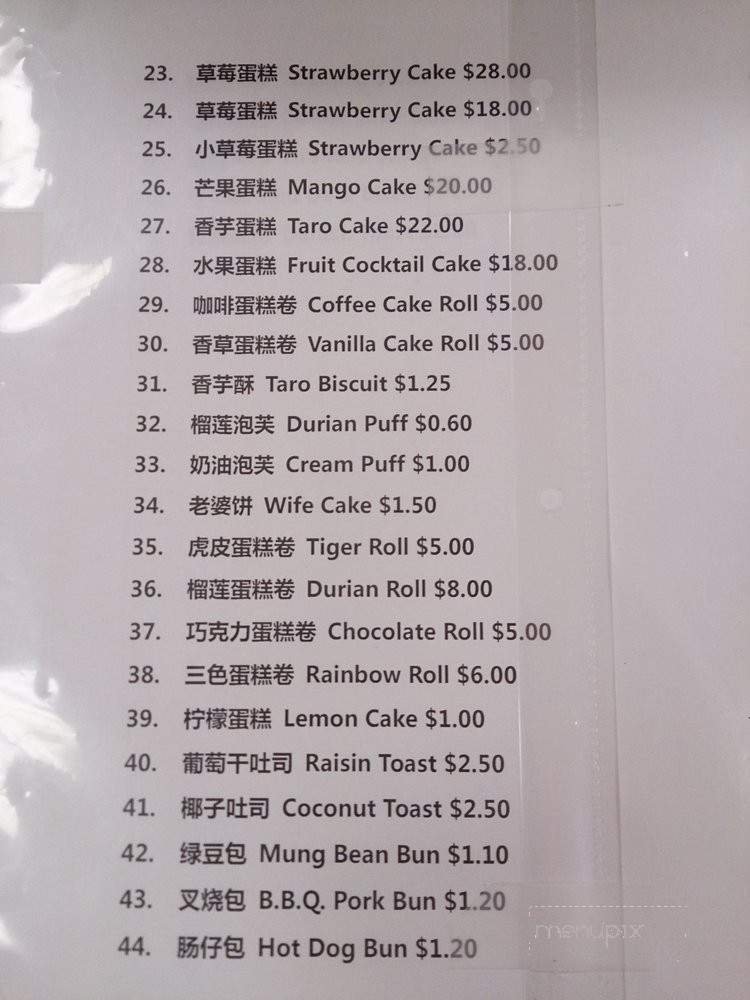 23. 草莓蛋糕 Strawberry Cake $28.00
24. 草莓蛋糕 Strawberry Cake $18.00
25. 小草莓蛋糕 Strawberry Cake $2.50
26. 芒果蛋糕 Mango Cake $20.00
27. 香芋蛋糕 Taro Cake $22.00
28. 水果蛋糕 Fruit Cocktail Cake $18.00
29. 咖啡蛋糕卷 Coffee Cake Roll $5.00
30. 香草蛋糕卷 Vanilla Cake Roll $5.00
31. 香芋酥 Taro Biscuit $1.25
32. 榴莲泡芙 Durian Puff $0.60
33. 奶油泡芙 Cream Puff $1.00
34. 老婆饼 Wife Cake $1.50
35. 虎皮蛋糕卷 Tiger Roll $5.00
36. 榴莲蛋糕卷 Durian Roll $8.00
37. 巧克力蛋糕卷 Chocolate Roll $5.00
38. 三色蛋糕卷 Rainbow Roll $6.00
39. 柠檬蛋糕 Lemon Cake $1.00
40. 葡萄干吐司 Raisin Toast $2.50
41. 椰子吐司 Coconut Toast $2.50
42. 绿豆包 Mung Bean Bun $1.10
43. 叉烧包 B.B.Q. Pork Bun $1.20
44. 肠仔包 Hot Dog Bun $1.20
menupix